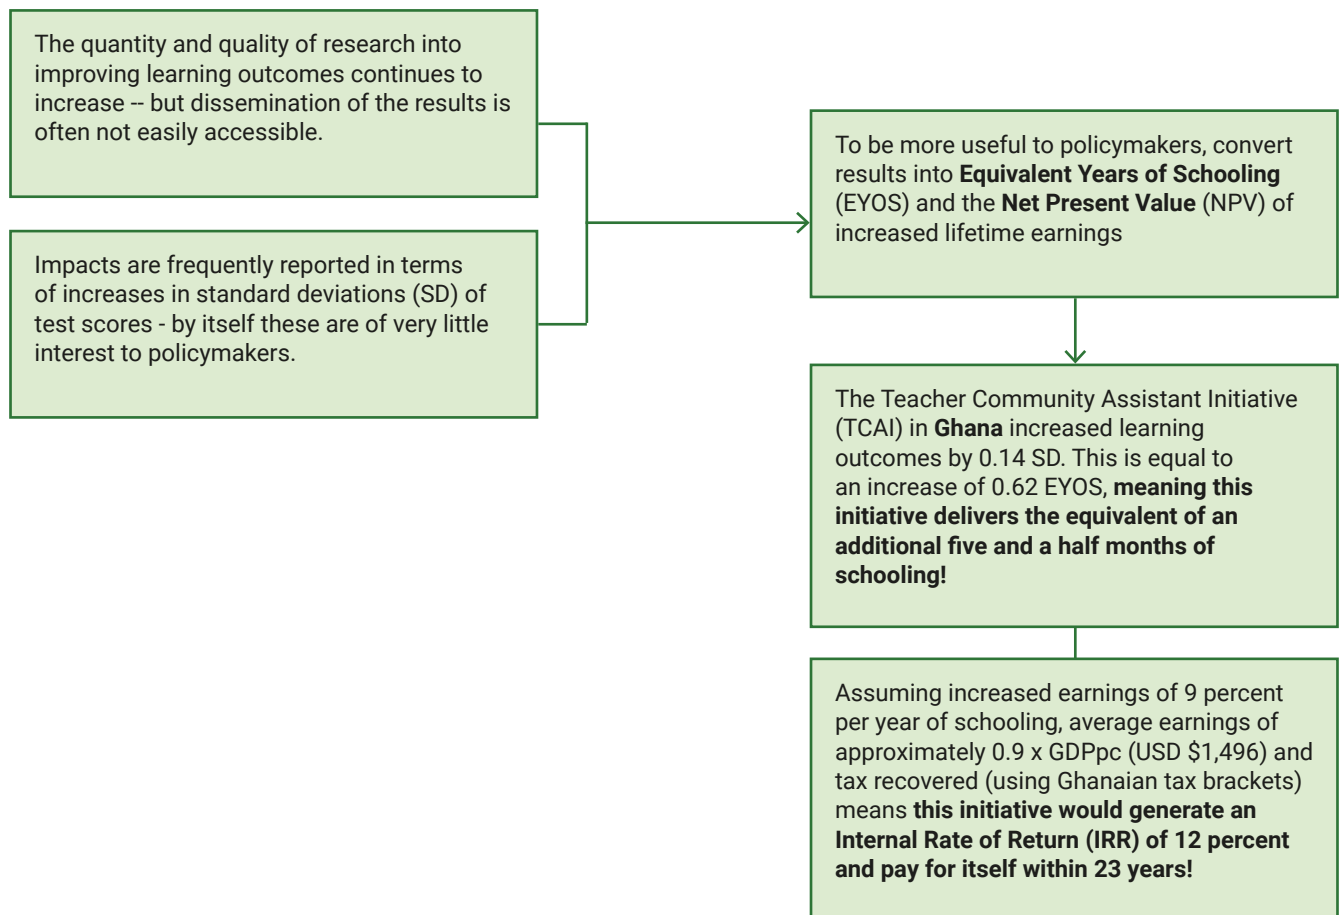 The quantity and quality of research into
improving learning outcomes continues to
increase -- but dissemination of the results is
often not easily accessible.
Impacts are frequently reported in terms
of increases in standard deviations (SD) of
test scores - by itself these are of very little
interest to policymakers.
To be more useful to policymakers, convert
results into Equivalent Years of Schooling
(EYOS) and the Net Present Value (NPV) of
increased lifetime earnings
The Teacher Community Assistant Initiative
(TCAI) in Ghana increased learning
outcomes by 0.14 SD. This is equal to
an increase of 0.62 EYOS, meaning this
initiative delivers the equivalent of an
additional five and a half months of
schooling!
Assuming increased earnings of 9 percent
per year of schooling, average earnings of
approximately 0.9 x GDPpc (USD $1,496) and
tax recovered (using Ghanaian tax brackets)
means this initiative would generate an
Internal Rate of Return (IRR) of 12 percent
and pay for itself within 23 years!